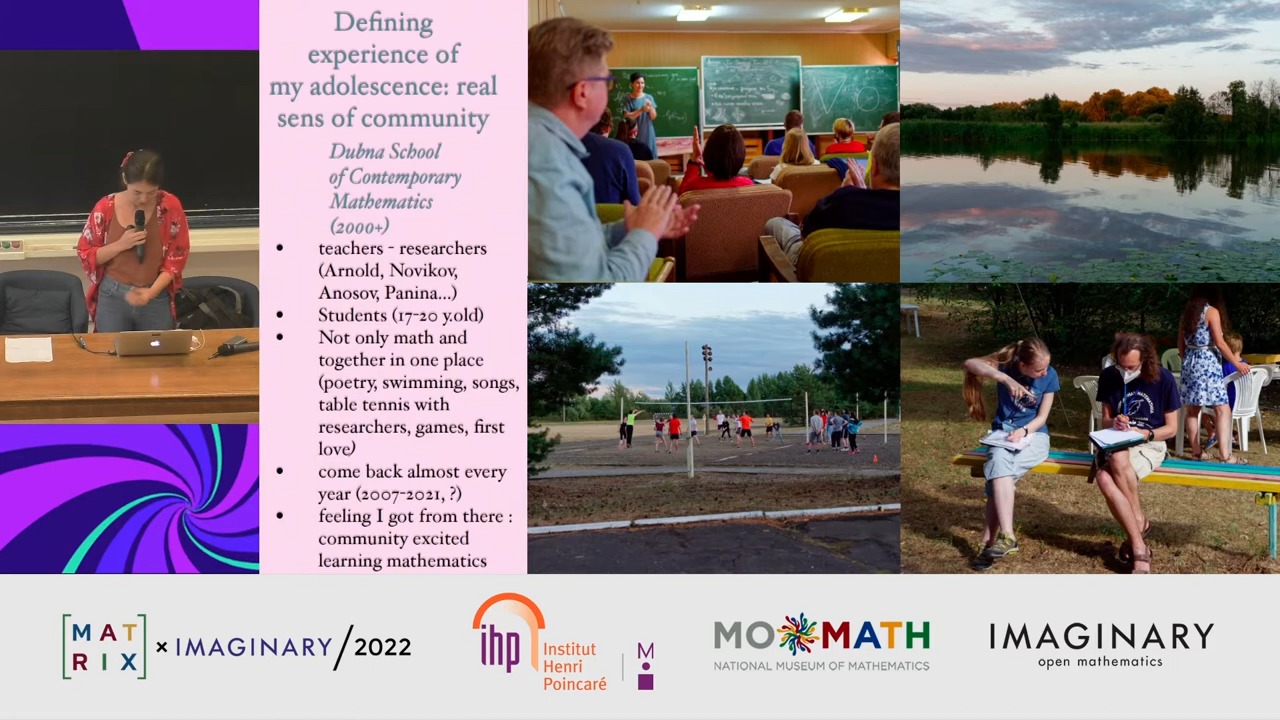 Defining
experience of
my adolescence: real
sens of community
Dubna School
of Contemporary
Mathematics
(2000+)
• teachers - researchers
(Arnold, Novikov,
Anosov, Panina...)
• Students (17-20 y.old)
• Not only math and
together in one place
(poetry, swimming, songs,
table tennis with
researchers, games, first
love)
• come back almost every
year (2007-2021, ?)
• feeling I got from there :
community excited
learning mathematics
[MAT
RIX] × IMAGINARY/2022
ihp Institut
Henri
Poincaré
M
MOMATH
NATIONAL MUSEUM OF MATHEMATICS
IMAGINARY
open mathematics